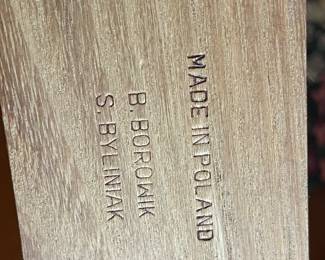 MADE IN POLAND
B. BOROWIK
S. BYLINIAK